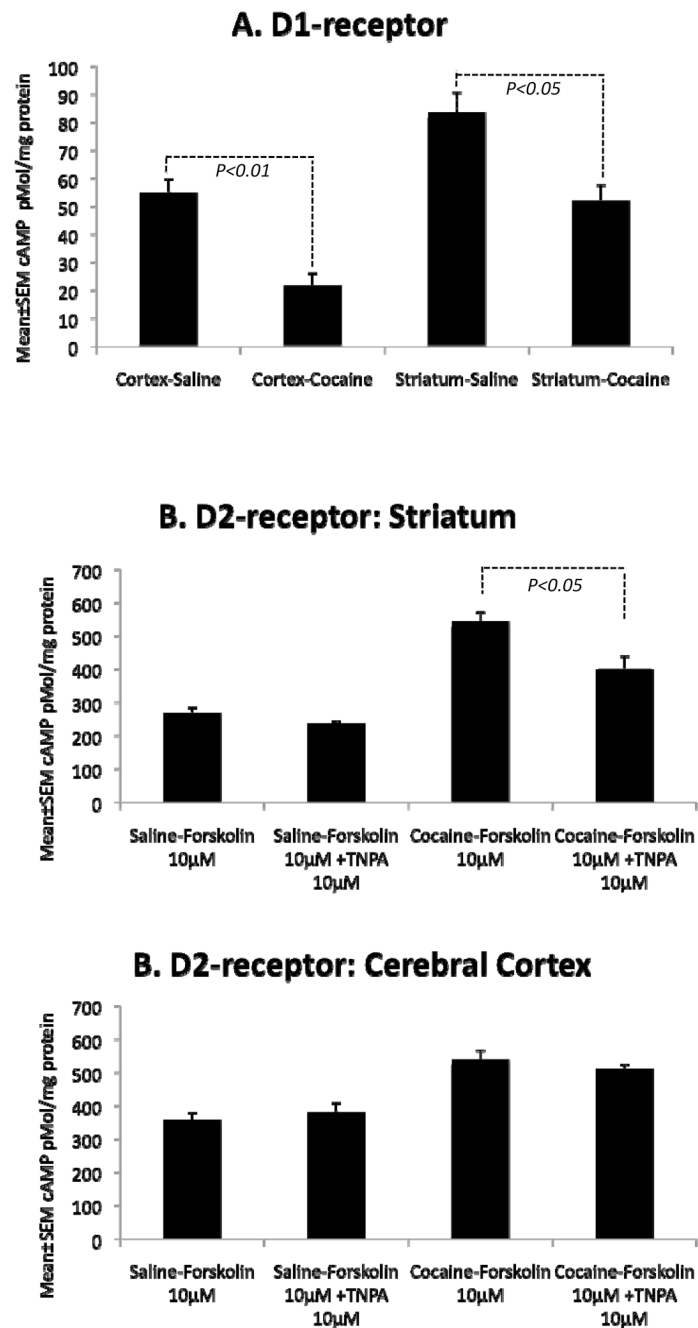 A. D1-receptor
Mean±SEM cAMP pMol/mg protein
100
90
80
70
60
50
40
30
20
10
0
P<0.01
P<0.05
Cortex-Saline
Cortex-Cocaine
Striatum-Saline
Striatum-Cocaine
B. D2-receptor: Striatum
Mean±SEM cAMP pMol/mg protein
700
600
500
400
300
200
100
0
P<0.05
Saline-Forskolin
10µM
Saline-Forskolin
10µM +TNPA
10µM
Cocaine-Forskolin
10µM
Cocaine-Forskolin
10µM +TNPA
10µM
B. D2-receptor: Cerebral Cortex
Mean±SEM cAMP pMol/mg protein
700
600
500
400
300
200
100
0
Saline-Forskolin
10µM
Saline-Forskolin
10µM +TNPA
10µM
Cocaine-Forskolin
10µM
Cocaine-Forskolin
10µM +TNPA
10µM